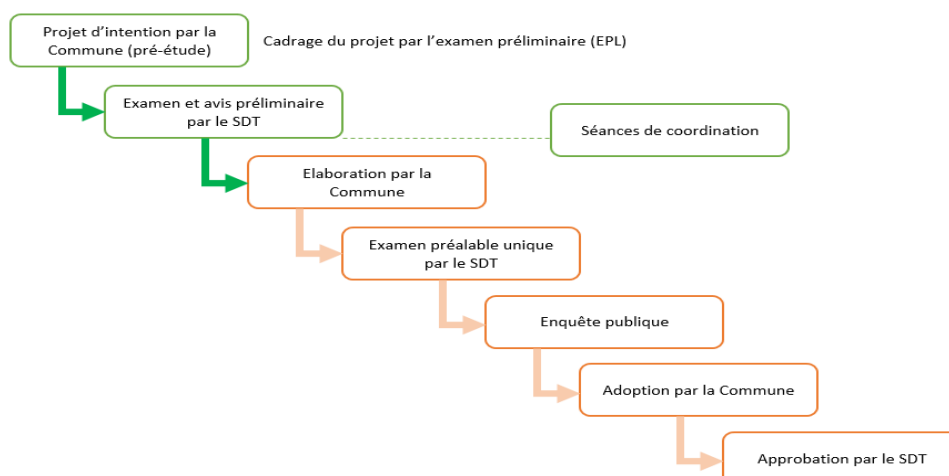 Projet d'intention par la
Commune (pré-étude)
Cadrage du projet par l'examen préliminaire (EPL)
Examen et avis préliminaire
par le SDT
Séances de coordination
Elaboration par la
Commune
Examen préalable unique
par le SDT
Enquête publique
Adoption par la Commune
Approbation par le SDT